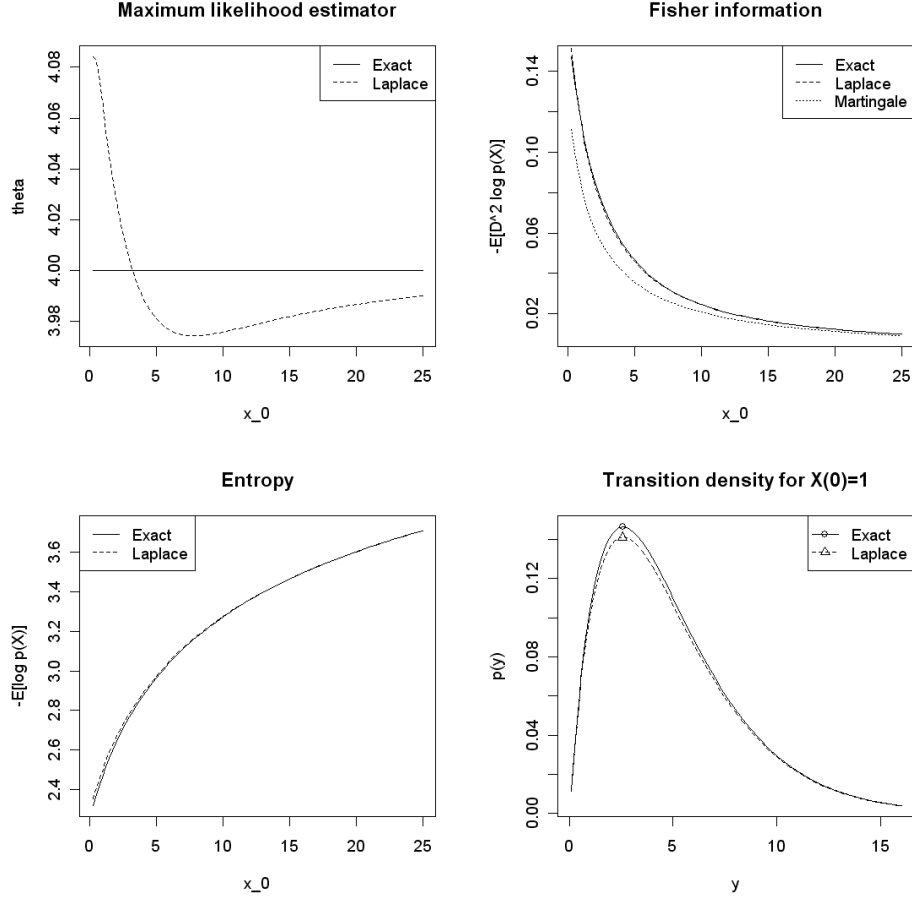 Maximum likelihood estimator
Exact
Laplace
theta
3.98 4.00 4.02 4.04 4.06 4.08
0 5 10 15 20 25
x_0
Fisher information
Exact
Laplace
Martingale
-E[D^2 log p(X)]
0.02 0.06 0.10 0.14
0 5 10 15 20 25
x_0
Entropy
Exact
Laplace
-E[log p(X)]
2.4 2.6 2.8 3.0 3.2 3.4 3.6
0 5 10 15 20 25
x_0
Transition density for X(0)=1
Exact
Laplace
p(y)
0.00 0.04 0.08 0.12
0 5 10 15
y